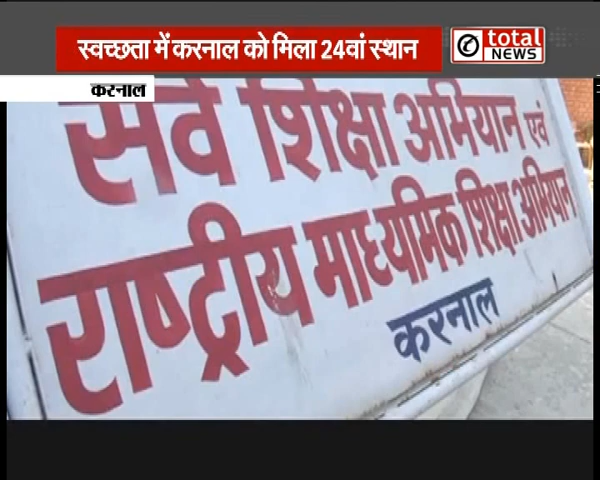 स्वच्छता में करनाल को मिला 24वां स्थान
total
NEWS
करनाल
सर्व शिक्षा अभियान एवं
राष्ट्रीय माध्यमिक शिक्षा अभियान
करनाल